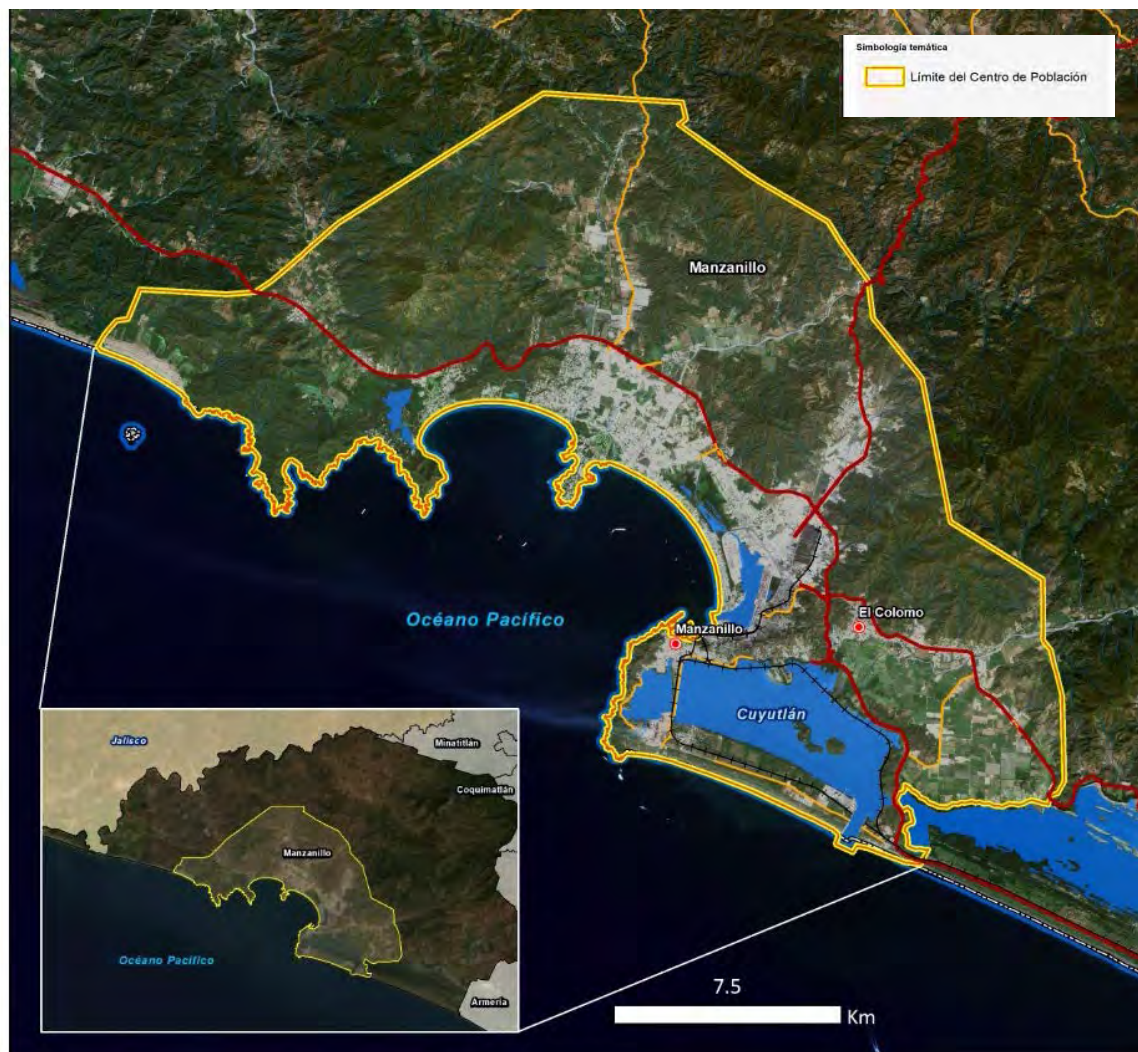 Simbología temática
Límite del Centro de Población
Manzanillo
Océano Pacífico
Manzanillo
El Colomo
Cuyutlán
Jalisco
Minatitlán
Coquimatlán
Manzanillo
Océano Pacífico
Armería
7.5
Km